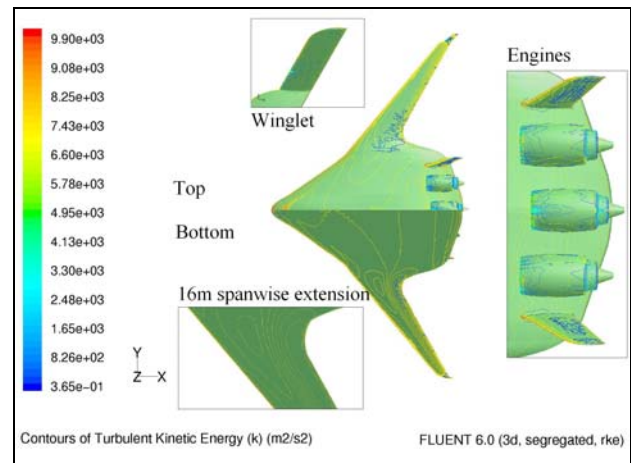 9.90e+03
9.08e+03
8.26e+03
7.43e+03
6.60e+03
5.78e+03
4.95e+03
4.13e+03
3.30e+03
2.48e+03
1.65e+03
8.26e+02
3.65e-01
Winglet
Engines
Top
Bottom
16m spanwise extension
Y
Z X
Contours of Turbulent Kinetic Energy (k) (m2/s2)
FLUENT 6.0 (3d, segregated, rke)